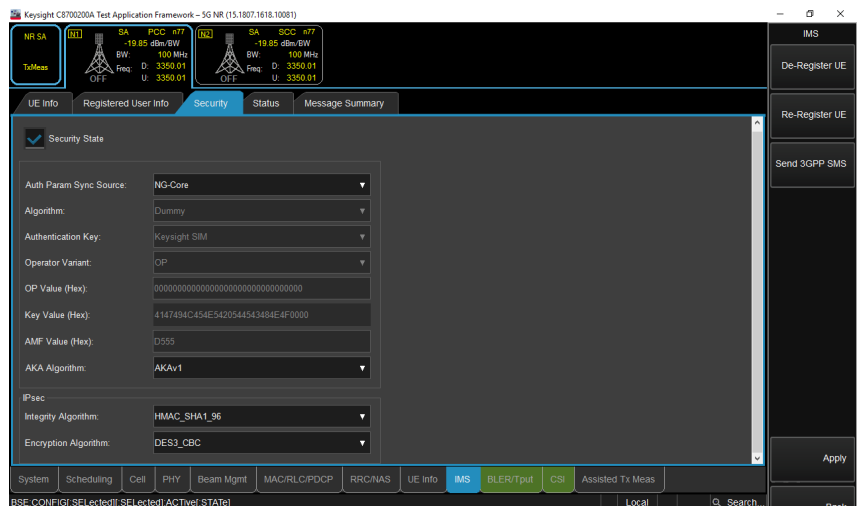 Keysight C8700200A Test Application Framework – 5G NR (15.1807.1618.10081)
NR SA
TxMeas
N1 SA PCC n77
-19.85 dBm/BW
BW: 100 MHz
Freq: D: 3350.01
U: 3350.01
OFF
N2 SA SCC n77
-19.85 dBm/BW
BW: 100 MHz
Freq: D: 3350.01
U: 3350.01
OFF
UE Info Registered User Info Security Status Message Summary
Security State
Auth Param Sync Source: NG-Core
Algorithm: Dummy
Authentication Key: Keysight SIM
Operator Variant: OP
OP Value (Hex): 00000000000000000000000000000000
Key Value (Hex): 4147494C454E5420544543484E4F0000
AMF Value (Hex): D555
AKA Algorithm: AKAv1
IPsec
Integrity Algorithm: HMAC_SHA1_96
Encryption Algorithm: DES3_CBC
System Scheduling Cell PHY Beam Mgmt MAC/RLC/PDCP RRC/NAS UE Info IMS BLER/Tput CSI Assisted Tx Meas
BSE:CONFIG[:SELected][:SELected]:ACTive[:STATe] Local Search...
IMS
De-Register UE
Re-Register UE
Send 3GPP SMS
Apply
Back